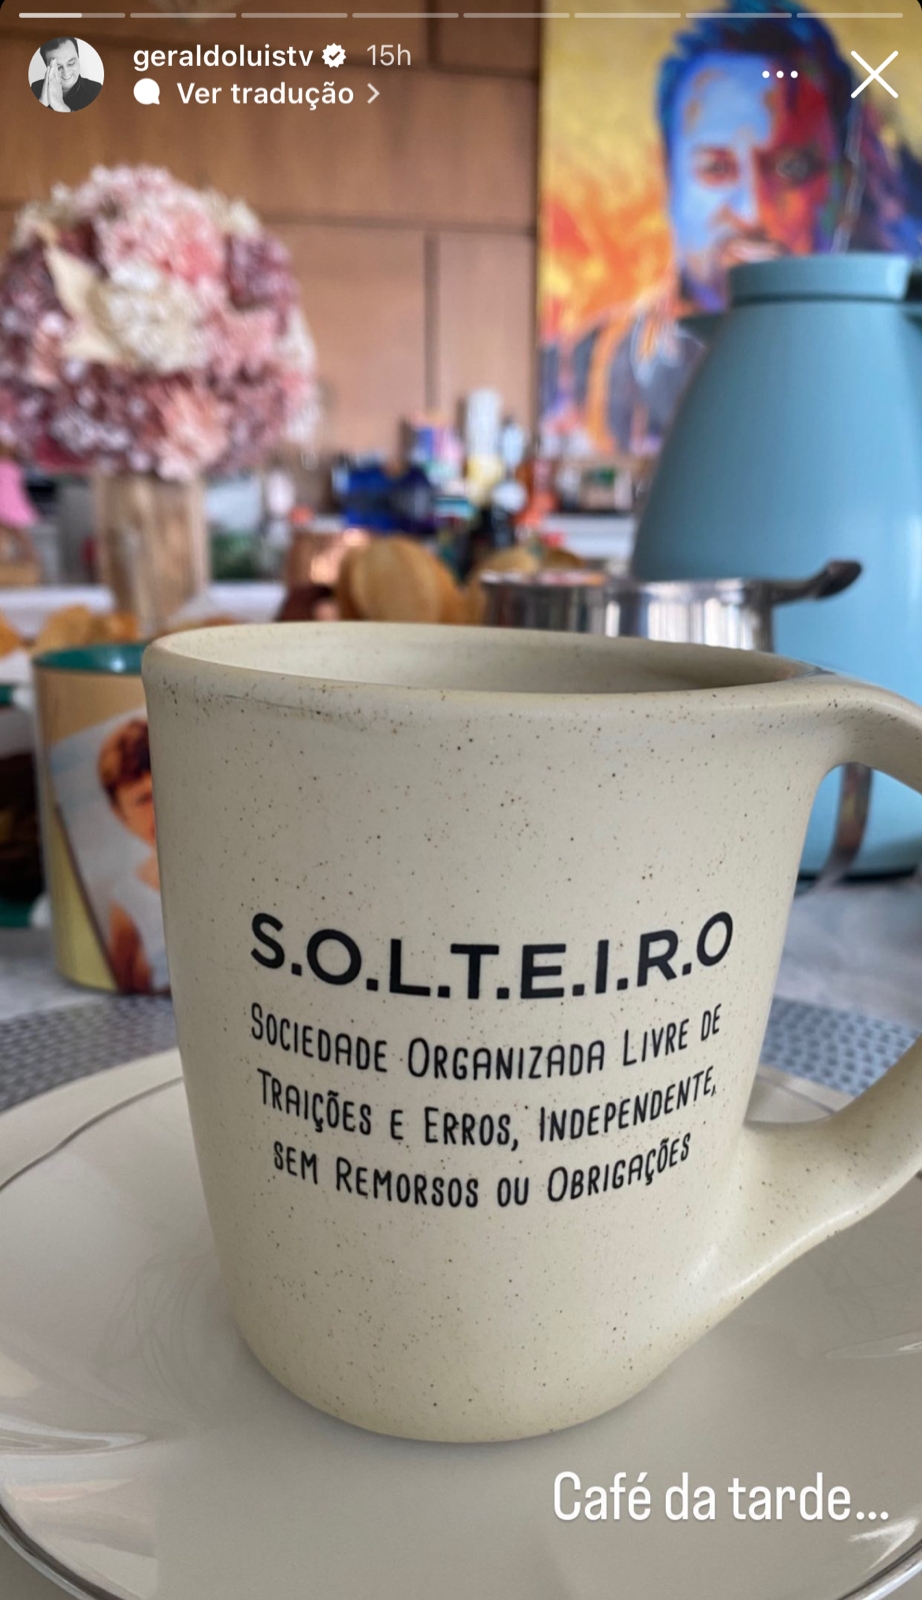 geraldoluistv 15h
Ver tradução
S.O.L.T.E.I.R.O
Sociedade Organizada Livre de
Traições e Erros, Independente,
sem Remorsos ou Obrigações
Café da tarde...